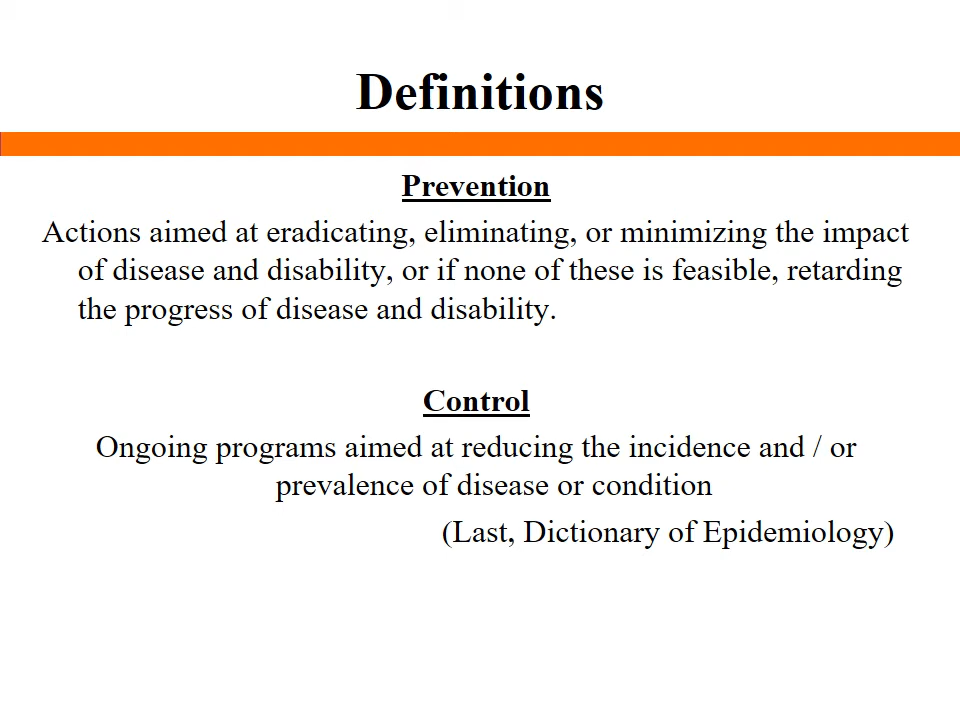 Definitions
Prevention
Actions aimed at eradicating, eliminating, or minimizing the impact
of disease and disability, or if none of these is feasible, retarding
the progress of disease and disability.
Control
Ongoing programs aimed at reducing the incidence and / or
prevalence of disease or condition
(Last, Dictionary of Epidemiology)